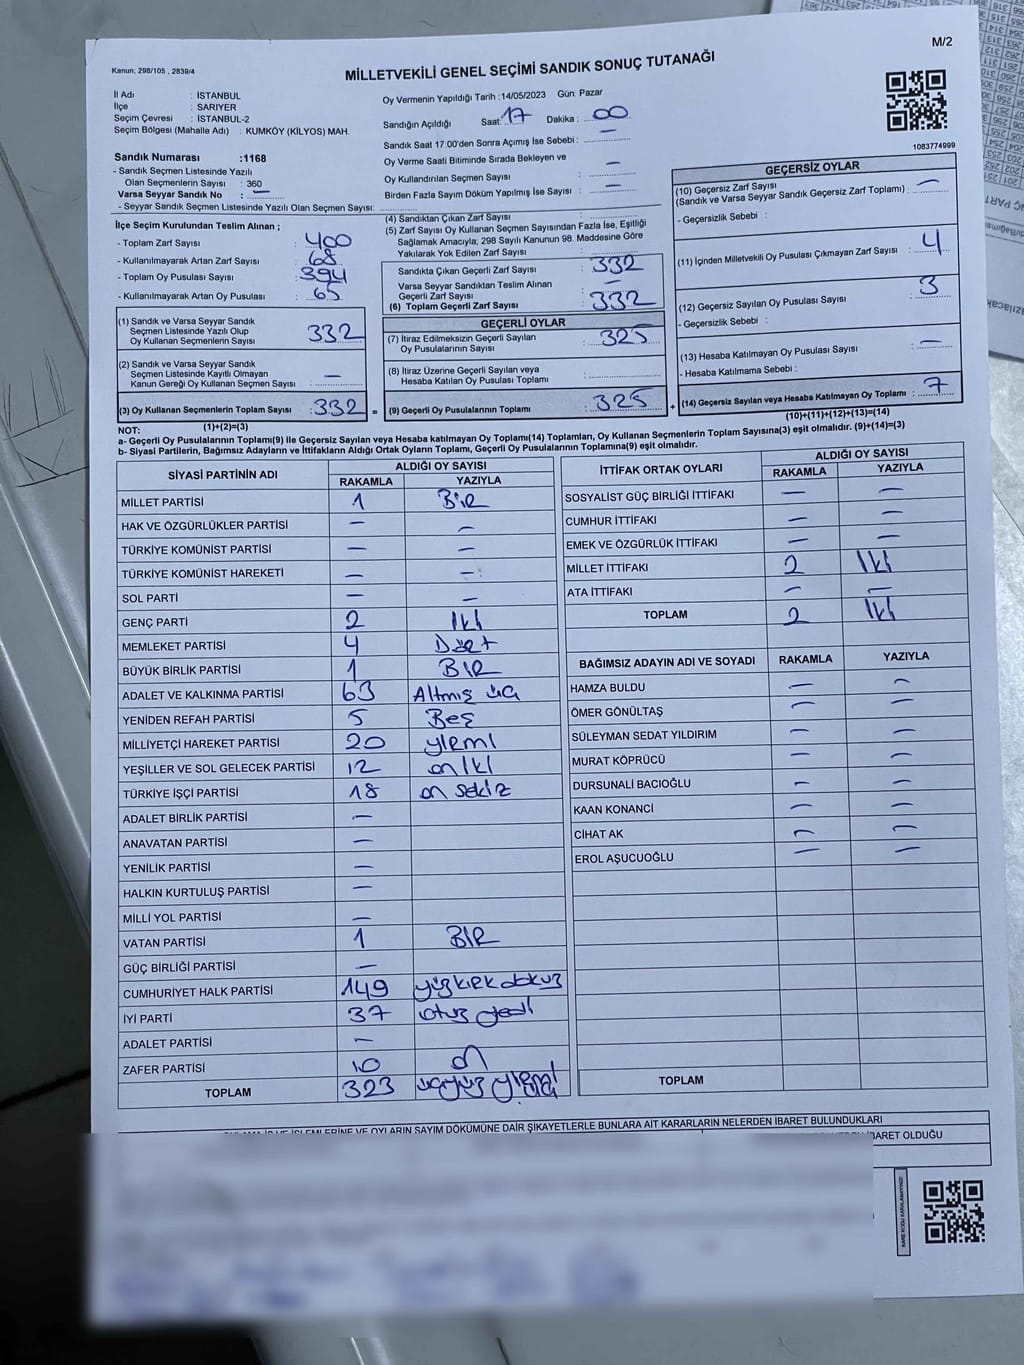 M/2
Kanun, 298/105 , 2839/4
MİLLETVEKİLİ GENEL SEÇİMİ SANDIK SONUÇ TUTANAĞI
İl Adı : İSTANBUL
İlçe : SARIYER
Seçim Çevresi : İSTANBUL-2
Seçim Bölgesi (Mahalle Adı) : KUMKÖY (KİLYOS) MAH.
Oy Vermenin Yapıldığı Tarih :14/05/2023 Gün: Pazar
Sandığın Açıldığı Saat: 17 Dakika : 00
Sandık Saat 17:00'den Sonra Açımış İse Sebebi : —
Oy Verme Saati Bitiminde Sırada Bekleyen ve
Oy Kullandırılan Seçmen Sayısı : —
Birden Fazla Sayım Döküm Yapılmış İse Sayısı : —
1083774999
Sandık Numarası :1168
- Sandık Seçmen Listesinde Yazılı
Olan Seçmenlerin Sayısı : 360
Varsa Seyyar Sandık No : —
- Seyyar Sandık Seçmen Listesinde Yazılı Olan Seçmen Sayısı:
İlçe Seçim Kurulundan Teslim Alınan ;
- Toplam Zarf Sayısı : 400
- Kullanılmayarak Artan Zarf Sayısı : 68
- Toplam Oy Pusulası Sayısı : 394
- Kullanılmayarak Artan Oy Pusulası : 65
(1) Sandık ve Varsa Seyyar Sandık
Seçmen Listesinde Yazılı Olup
Oy Kullanan Seçmenlerin Sayısı : 332
(2) Sandık ve Varsa Seyyar Sandık
Seçmen Listesinde Kayıtlı Olmayan
Kanun Gereği Oy Kullanan Seçmen Sayısı : —
(3) Oy Kullanan Seçmenlerin Toplam Sayısı : 332 =
(1)+(2)=(3)
(4) Sandıktan Çıkan Zarf Sayısı :
(5) Zarf Sayısı Oy Kullanan Seçmen Sayısından Fazla İse, Eşitliği
Sağlamak Amacıyla; 298 Sayılı Kanunun 98. Maddesine Göre
Yakılarak Yok Edilen Zarf Sayısı :
Sandıkta Çıkan Geçerli Zarf Sayısı : 332
Varsa Seyyar Sandıktan Teslim Alınan
Geçerli Zarf Sayısı : —
(6) Toplam Geçerli Zarf Sayısı : 332
GEÇERLİ OYLAR
(7) İtiraz Edilmeksizin Geçerli Sayılan
Oy Pusulalarının Sayısı : 325
(8) İtiraz Üzerine Geçerli Sayılan veya
Hesaba Katılan Oy Pusulası Toplamı :
(9) Geçerli Oy Pusulalarının Toplamı : 325 +
GEÇERSİZ OYLAR
(10) Geçersiz Zarf Sayısı
(Sandık ve Varsa Seyyar Sandık Geçersiz Zarf Toplamı) : —
- Geçersizlik Sebebi :
(11) İçinden Milletvekili Oy Pusulası Çıkmayan Zarf Sayısı : 4
(12) Geçersiz Sayılan Oy Pusulası Sayısı : 3
- Geçersizlik Sebebi :
(13) Hesaba Katılmayan Oy Pusulası Sayısı : —
- Hesaba Katılmama Sebebi :
(14) Geçersiz Sayılan veya Hesaba Katılmayan Oy Toplamı : 7
(10)+(11)+(12)+(13)=(14)
NOT:
a- Geçerli Oy Pusulalarının Toplamı(9) ile Geçersiz Sayılan veya Hesaba katılmayan Oy Toplamı(14) Toplamları, Oy Kullanan Seçmenlerin Toplam Sayısına(3) eşit olmalıdır. (9)+(14)=(3)
b- Siyasi Partilerin, Bağımsız Adayların ve İttifakların Aldığı Ortak Oyların Toplamı, Geçerli Oy Pusulalarının Toplamına(9) eşit olmalıdır.
SİYASİ PARTİNİN ADI ALDIĞI OY SAYISI
RAKAMLA YAZIYLA
MİLLET PARTİSİ 1 BİR
HAK VE ÖZGÜRLÜKLER PARTİSİ — —
TÜRKİYE KOMÜNİST PARTİSİ — —
TÜRKİYE KOMÜNİST HAREKETİ — —
SOL PARTİ — —
GENÇ PARTİ 2 İki
MEMLEKET PARTİSİ 4 Dört
BÜYÜK BİRLİK PARTİSİ 1 BİR
ADALET VE KALKINMA PARTİSİ 63 Altmış üç
YENİDEN REFAH PARTİSİ 5 Beş
MİLLİYETÇİ HAREKET PARTİSİ 20 yirmi
YEŞİLLER VE SOL GELECEK PARTİSİ 12 on iki
TÜRKİYE İŞÇİ PARTİSİ 18 on sekiz
ADALET BİRLİK PARTİSİ —
ANAVATAN PARTİSİ —
YENİLİK PARTİSİ —
HALKIN KURTULUŞ PARTİSİ —
MİLLİ YOL PARTİSİ —
VATAN PARTİSİ 1 BİR
GÜÇ BİRLİĞİ PARTİSİ —
CUMHURİYET HALK PARTİSİ 149 yüzkırkdokuz
İYİ PARTİ 37 otuz yedi
ADALET PARTİSİ —
ZAFER PARTİSİ 10 on
TOPLAM 323 üçyüz
İTTİFAK ORTAK OYLARI ALDIĞI OY SAYISI
RAKAMLA YAZIYLA
SOSYALİST GÜÇ BİRLİĞİ İTTİFAKI — —
CUMHUR İTTİFAKI — —
EMEK VE ÖZGÜRLÜK İTTİFAKI — —
MİLLET İTTİFAKI 2 İki
ATA İTTİFAKI — —
TOPLAM 2 İki
BAĞIMSIZ ADAYIN ADI VE SOYADI RAKAMLA YAZIYLA
HAMZA BULDU — —
ÖMER GÖNÜLTAŞ — —
SÜLEYMAN SEDAT YILDIRIM — —
MURAT KÖPRÜCÜ — —
DURSUNALİ BACIOĞLU — —
KAAN KONANCİ — —
CİHAT AK — —
EROL AŞUCUOĞLU — —
TOPLAM
VE OYLARIN SAYIM DÖKÜMÜNE DAİR ŞİKAYETLERLE BUNLARA AİT KARARLARIN NELERDEN İBARET BULUNDUKLARI
İBARET OLDUĞU